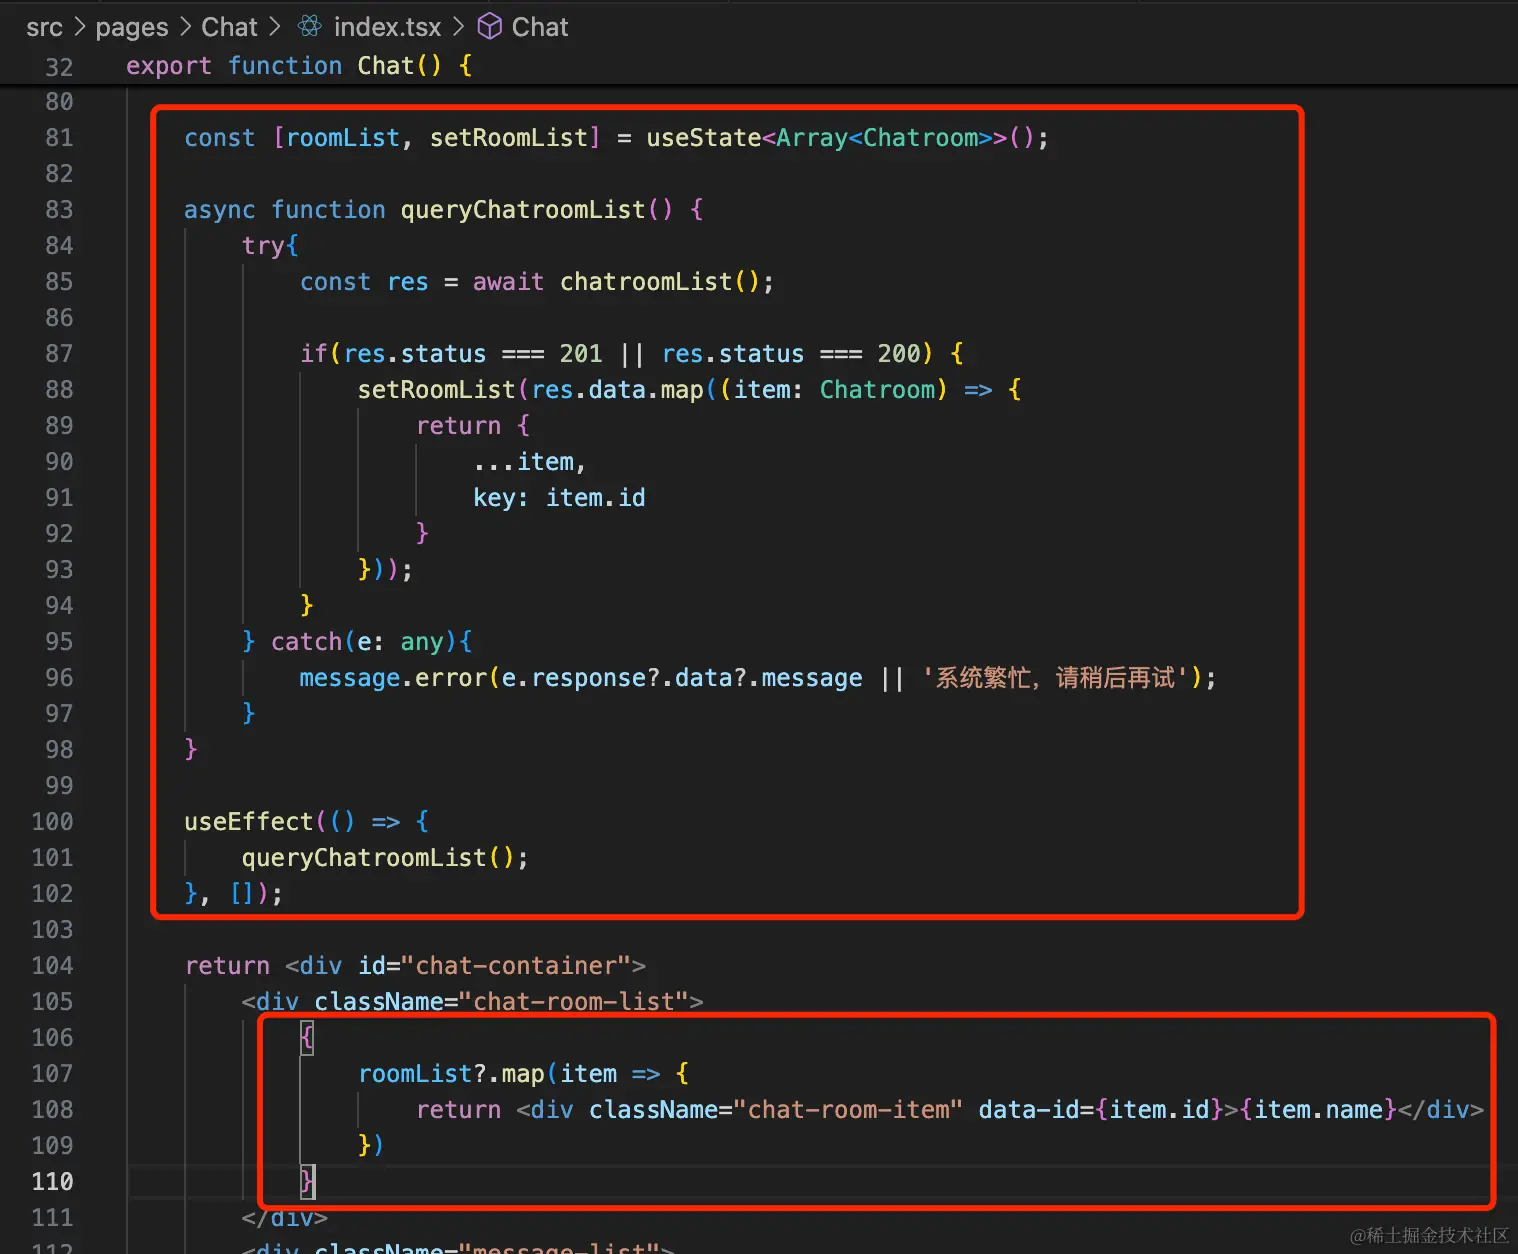 src > pages > Chat > index.tsx > Chat
32 export function Chat() {
80
81 const [roomList, setRoomList] = useState<Array<Chatroom>>();
82
83 async function queryChatroomList() {
84 try{
85 const res = await chatroomList();
86
87 if(res.status === 201 || res.status === 200) {
88 setRoomList(res.data.map((item: Chatroom) => {
89 return {
90 ...item,
91 key: item.id
92 }
93 }));
94 }
95 } catch(e: any){
96 message.error(e.response?.data?.message || '系统繁忙，请稍后再试');
97 }
98 }
99
100 useEffect(() => {
101 queryChatroomList();
102 }, []);
103
104 return <div id="chat-container">
105 <div className="chat-room-list">
106 {
107 roomList?.map(item => {
108 return <div className="chat-room-item" data-id={item.id}>{item.name}</div>
109 })
110 }
111 </div>
112 <div className="message-list">
@稀土掘金技术社区